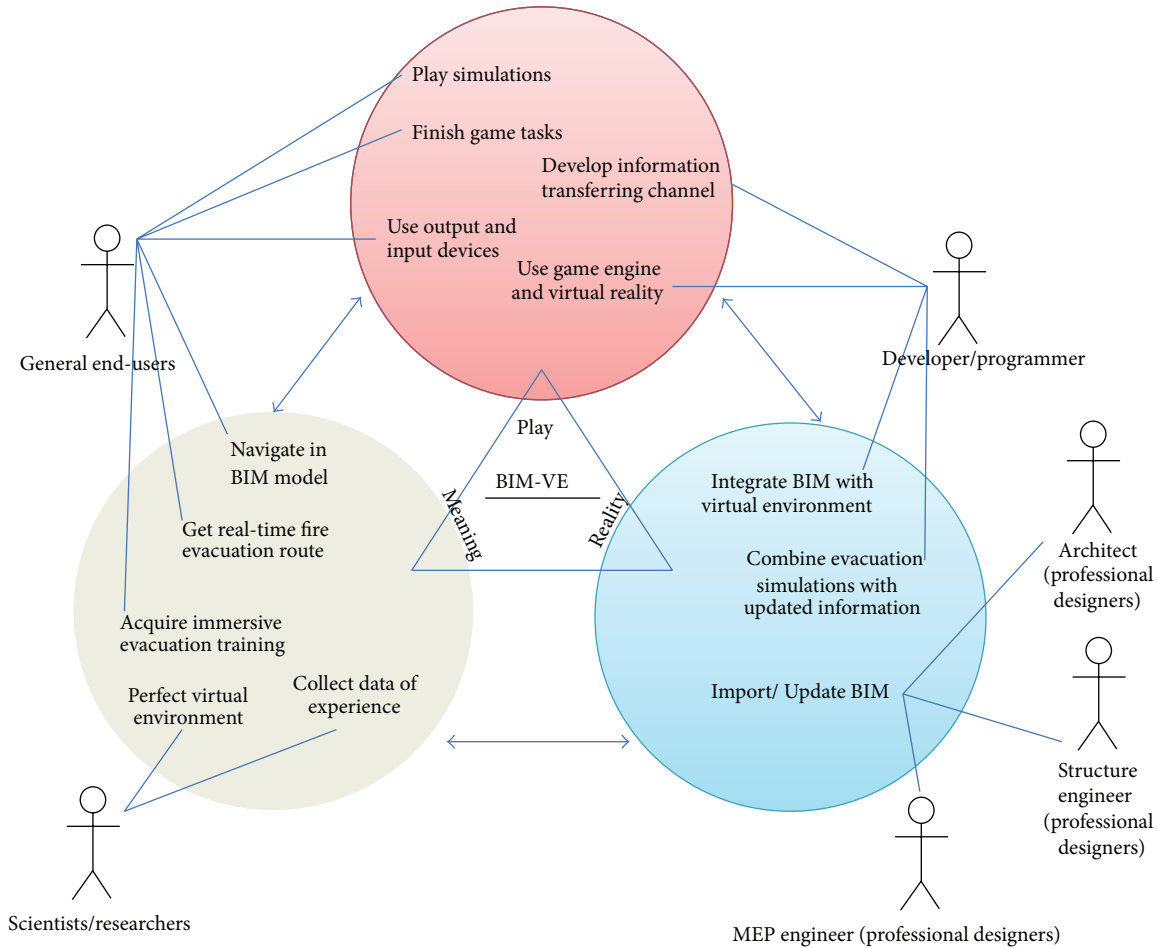 Play simulations
Finish game tasks
Develop information
transferring channel
Use output and
input devices
Use game engine
and virtual reality
General end-users
Developer/programmer
Play
BIM-VE
Meaning
Reality
Navigate in
BIM model
Get real-time fire
evacuation route
Acquire immersive
evacuation training
Perfect virtual
environment
Collect data of
experience
Integrate BIM with
virtual environment
Combine evacuation
simulations with
updated information
Import/ Update BIM
Architect
(professional
designers)
Structure
engineer
(professional
designers)
Scientists/researchers
MEP engineer (professional designers)